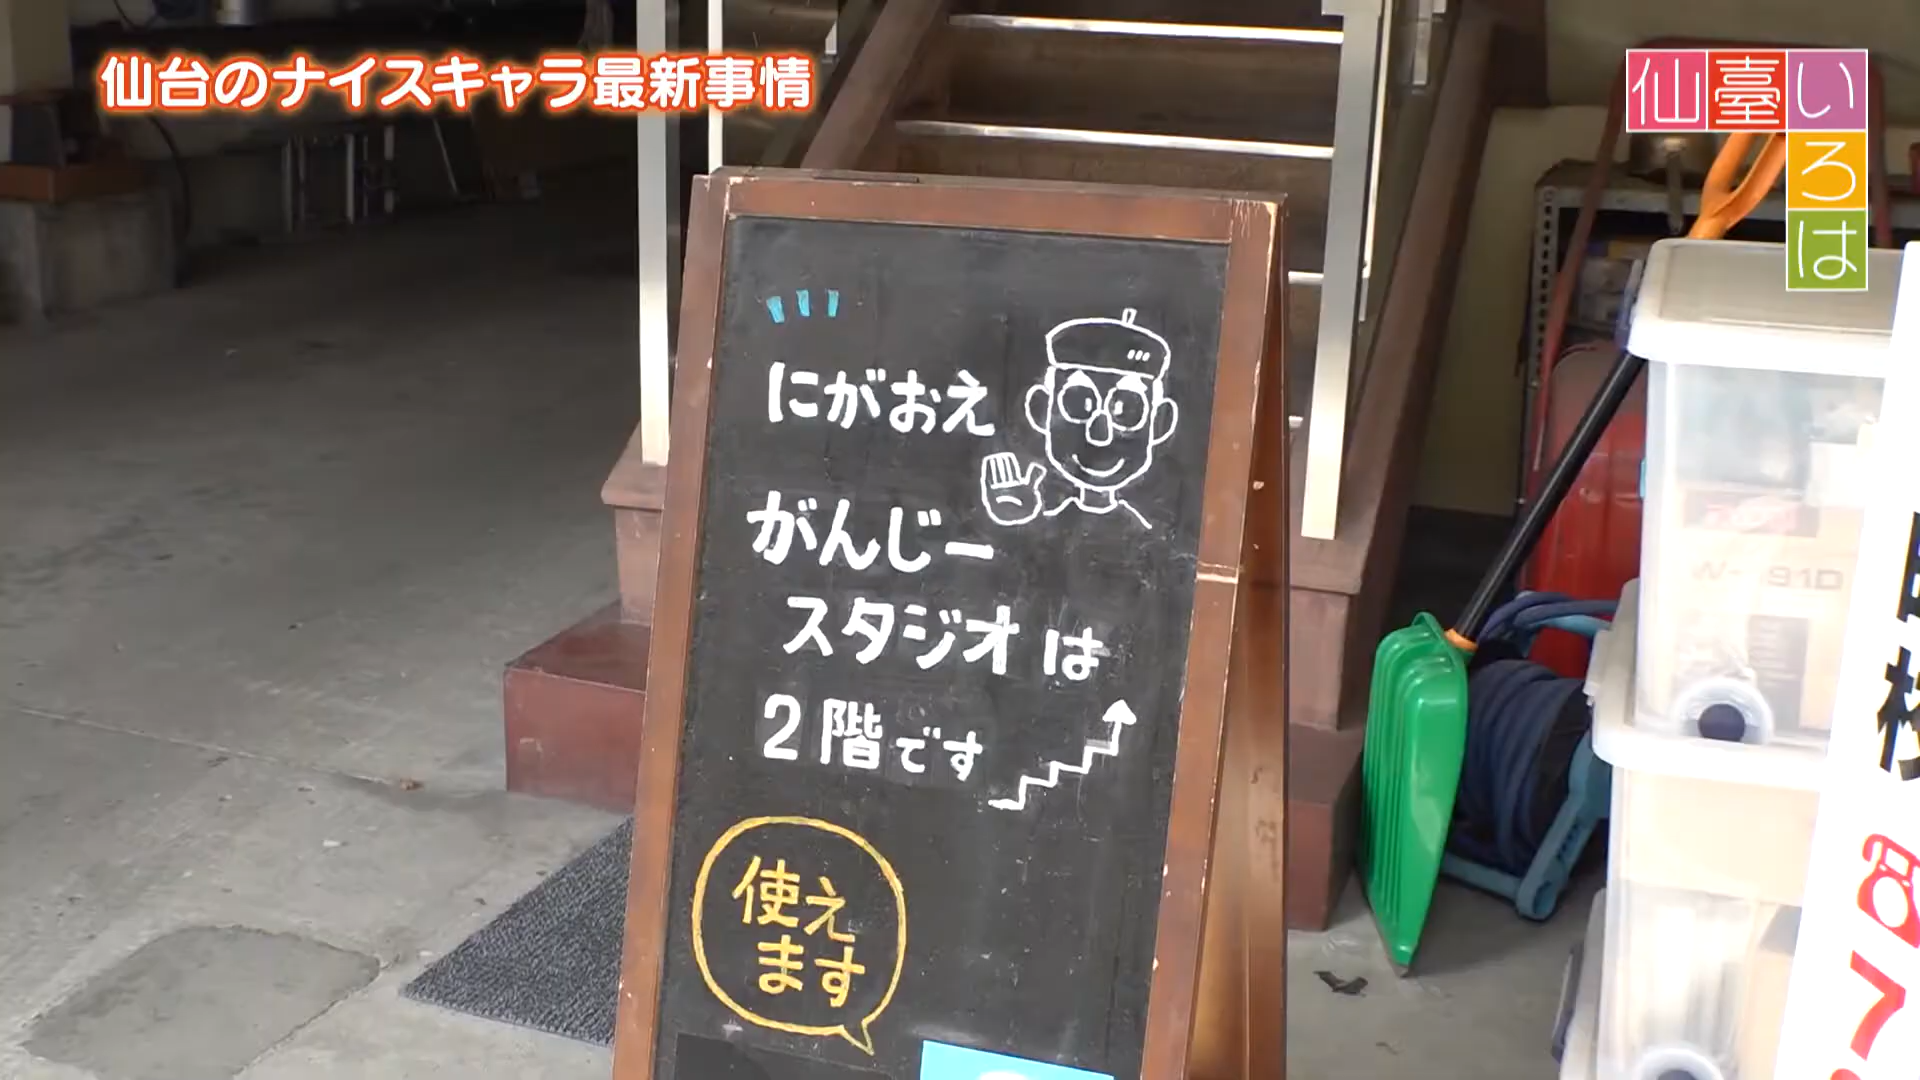 仙台のナイスキャラ最新事情
仙臺いろは
にがおえ
がんじー
スタジオは
2階です
使え
ます